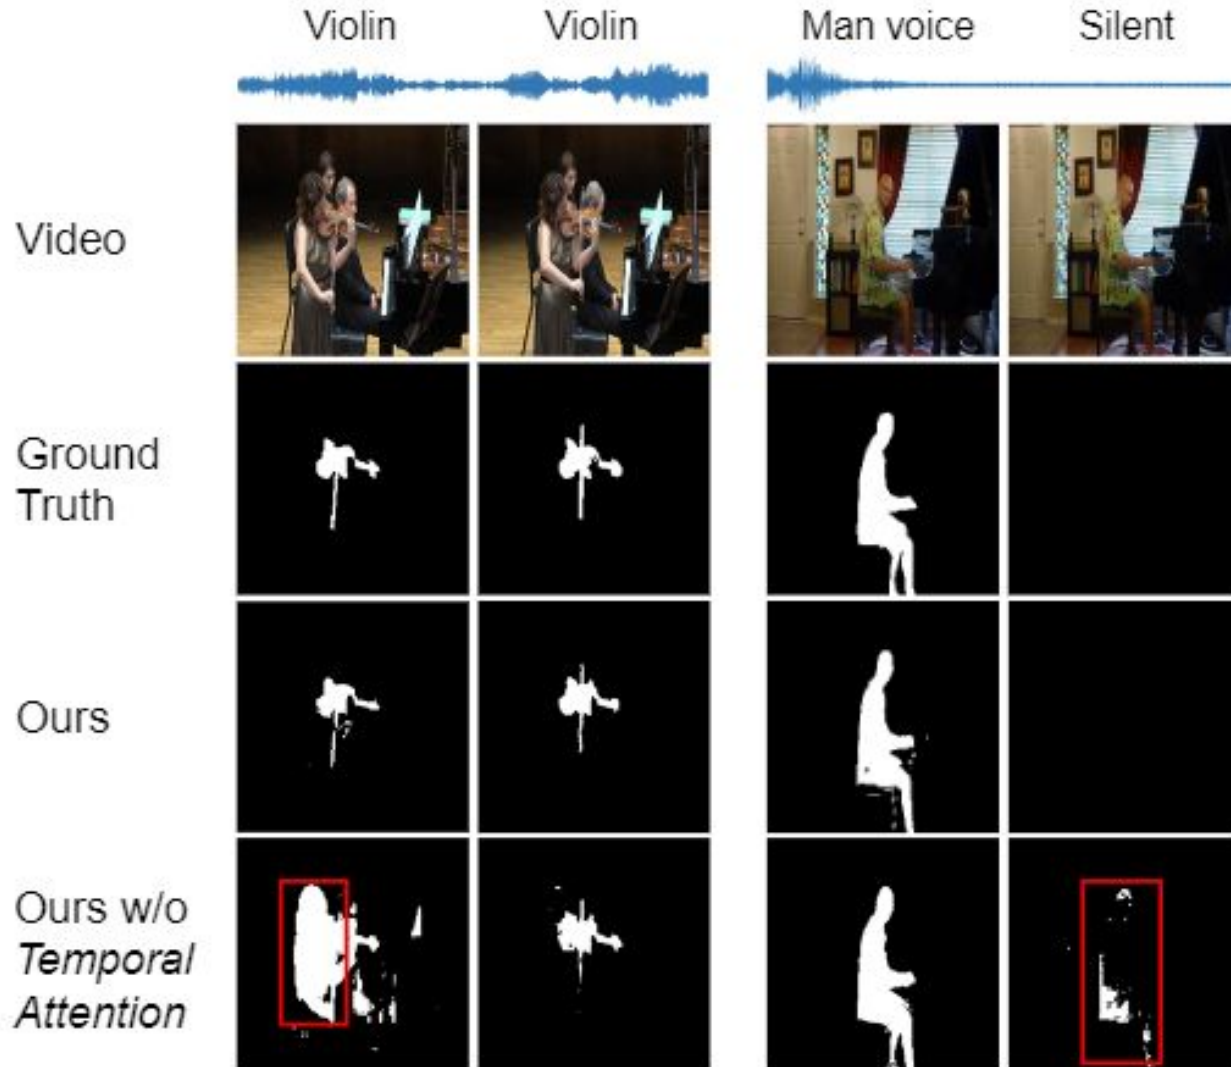 Violin Violin Man voice Silent
Video
Ground
Truth
Ours
Ours w/o
Temporal
Attention